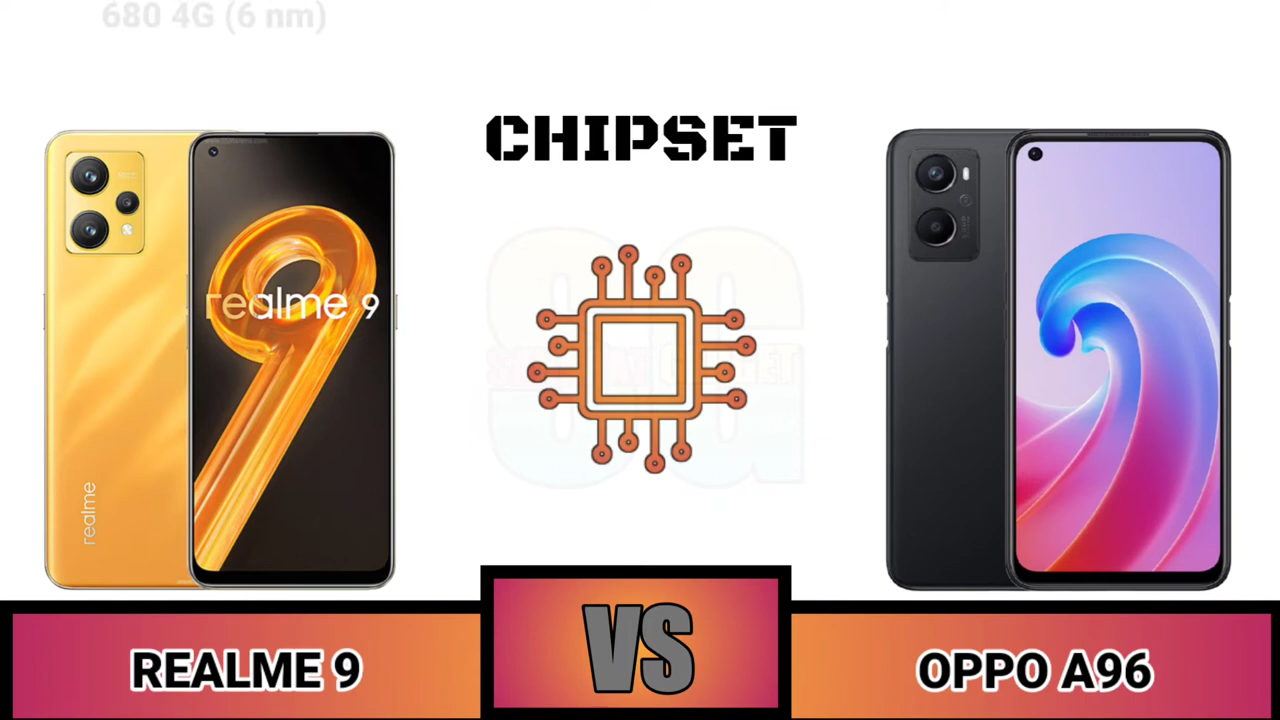 680 4G (6 nm)
CHIPSET
realme 9
realme
VS
REALME 9
OPPO A96